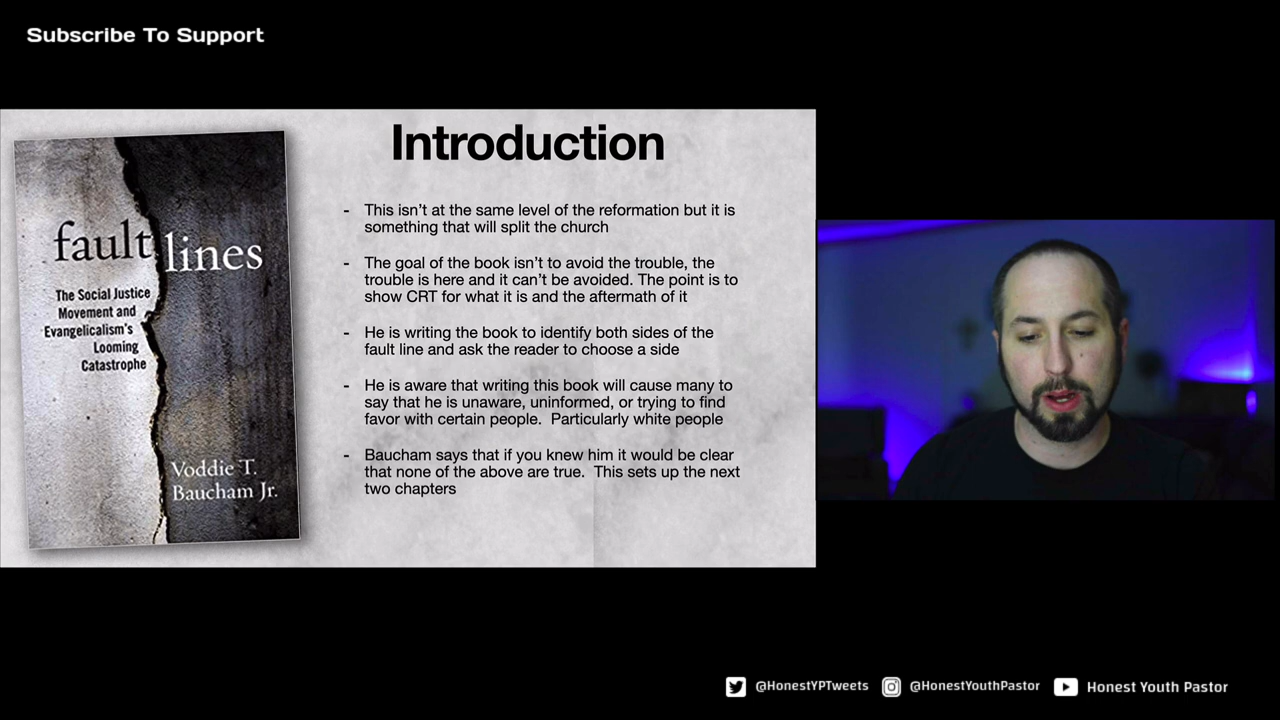 Subscribe To Support
Introduction
fault lines
The Social Justice
Movement and
Evangelicalism's
Looming
Catastrophe
Voddie T.
Baucham Jr.
- This isn't at the same level of the reformation but it is
something that will split the church
- The goal of the book isn't to avoid the trouble, the
trouble is here and it can't be avoided. The point is to
show CRT for what it is and the aftermath of it
- He is writing the book to identify both sides of the
fault line and ask the reader to choose a side
- He is aware that writing this book will cause many to
say that he is unaware, uninformed, or trying to find
favor with certain people.  Particularly white people
- Baucham says that if you knew him it would be clear
that none of the above are true.  This sets up the next
two chapters
@HonestYPTweets @HonestYouthPastor Honest Youth Pastor